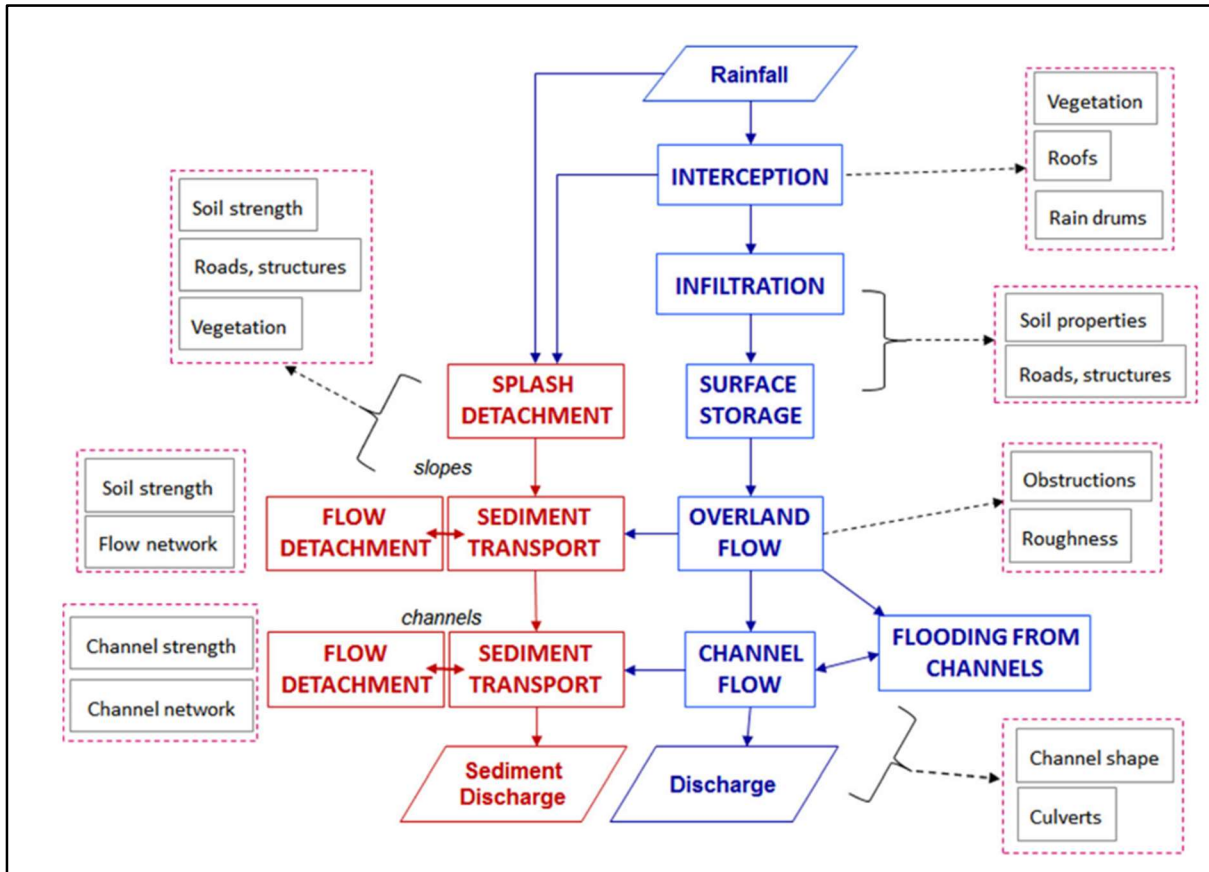 Rainfall
Vegetation
Roofs
Rain drums
INTERCEPTION
Soil strength
Roads, structures
Vegetation
INFILTRATION
Soil properties
Roads, structures
SPLASH
DETACHMENT
SURFACE
STORAGE
slopes
Soil strength
Flow network
FLOW
DETACHMENT
SEDIMENT
TRANSPORT
OVERLAND
FLOW
Obstructions
Roughness
channels
Channel strength
Channel network
FLOW
DETACHMENT
SEDIMENT
TRANSPORT
CHANNEL
FLOW
FLOODING FROM
CHANNELS
Sediment
Discharge
Discharge
Channel shape
Culverts